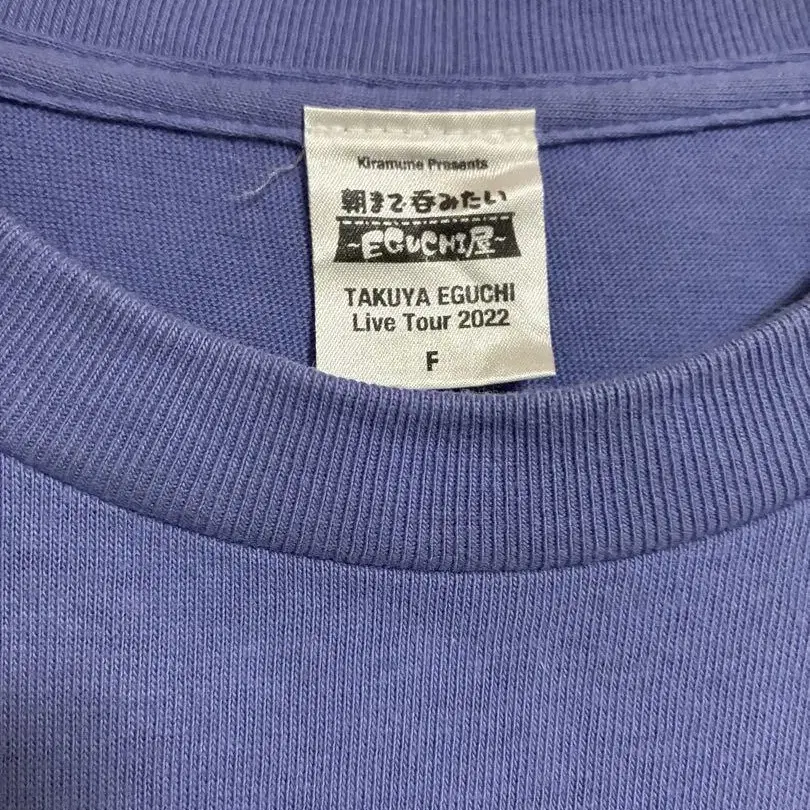 Kiramune Presents
朝まで呑みたい
~EGUCHI屋~
TAKUYA EGUCHI
Live Tour 2022
F